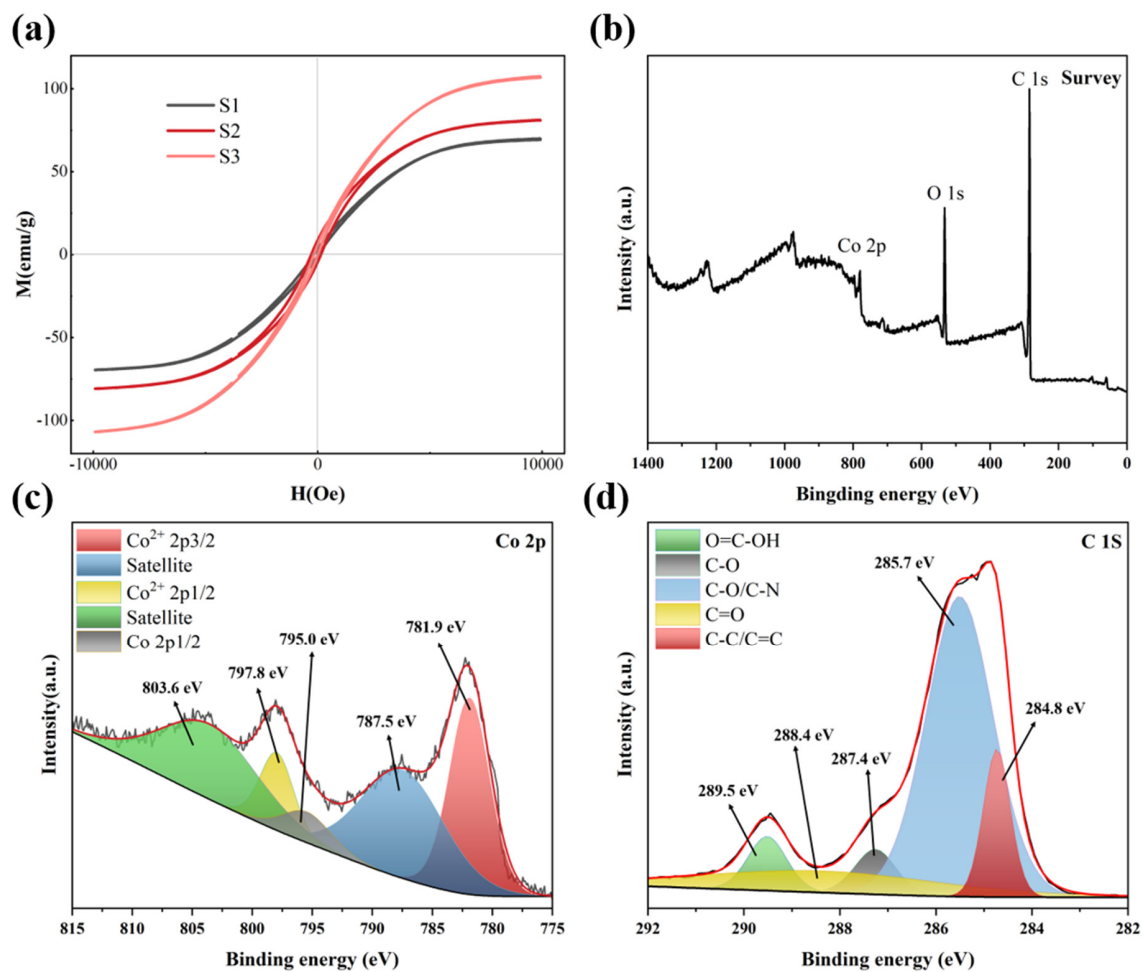 (a)
M(emu/g)
100
50
0
-50
-100
S1
S2
S3
-10000
0
10000
H(Oe)
(b)
Survey
C 1s
O 1s
Co 2p
Intensity (a.u.)
1400
1200
1000
800
600
400
200
0
Bingding energy (eV)
(c)
Co 2p
Co²⁺ 2p3/2
Satellite
Co²⁺ 2p1/2
Satellite
Co 2p1/2
803.6 eV
797.8 eV
795.0 eV
787.5 eV
781.9 eV
Intensity(a.u.)
815
810
805
800
795
790
785
780
775
Binding energy (eV)
(d)
C 1S
O=C-OH
C-O
C-O/C-N
C=O
C-C/C=C
289.5 eV
288.4 eV
287.4 eV
285.7 eV
284.8 eV
Intensity(a.u.)
292
290
288
286
284
282
Binding energy (eV)